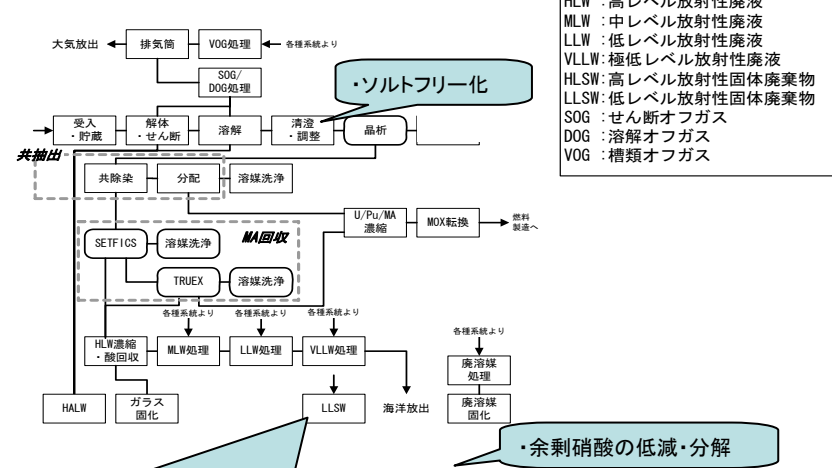 HLW :高レベル放射性廃液
MLW :中レベル放射性廃液
LLW :低レベル放射性廃液
VLLW:極低レベル放射性廃液
HLSW:高レベル放射性固体廃棄物
LLSW:低レベル放射性固体廃棄物
SOG :せん断オフガス
DOG :溶解オフガス
VOG :槽類オフガス
大気放出
排気筒
VOG処理
各種系統より
SOG/
DOG処理
・ソルトフリー化
受入
・貯蔵
解体
・せん断
溶解
清澄
・調整
晶析
共抽出
共除染
分配
溶媒洗浄
U/Pu/MA
濃縮
MOX転換
燃料
製造へ
SETFICS
溶媒洗浄
MA回収
TRUEX
溶媒洗浄
各種系統より
各種系統より
各種系統より
各種系統より
HLW濃縮
・酸回収
MLW処理
LLW処理
VLLW処理
廃溶媒
処理
HALW
ガラス
固化
LLSW
海洋放出
廃溶媒
固化
・余剰硝酸の低減・分解